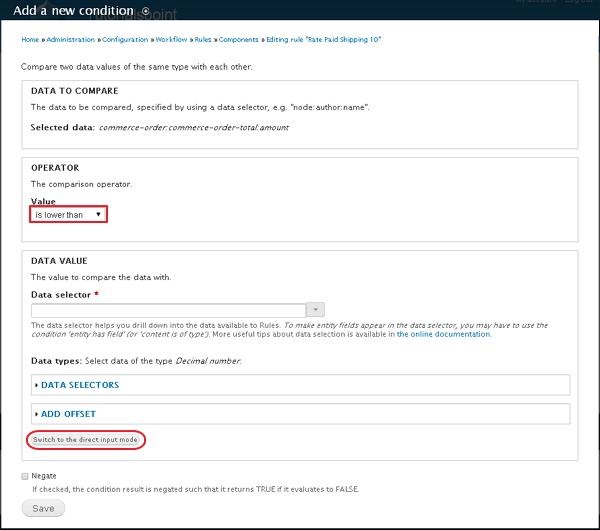 Add a new condition
Tutorialspoint
Home » Administration » Configuration » Workflow » Rules » Components » Editing rule "Rate Paid Shipping 10"
Compare two data values of the same type with each other.
DATA TO COMPARE
The data to be compared, specified by using a data selector, e.g. "node:author:name".
Selected data: commerce-order:commerce-order-total:amount
OPERATOR
The comparison operator.
Value
is lower than
DATA VALUE
The value to compare the data with.
Data selector *
The data selector helps you drill down into the data available to Rules. To make entity fields appear in the data selector, you may have to use the
condition 'entity has field' (or 'content is of type'). More useful tips about data selection is available in the online documentation.
Data types: Select data of the type Decimal number.
DATA SELECTORS
ADD OFFSET
Switch to the direct input mode
Negate
If checked, the condition result is negated such that it returns TRUE if it evaluates to FALSE.
Save